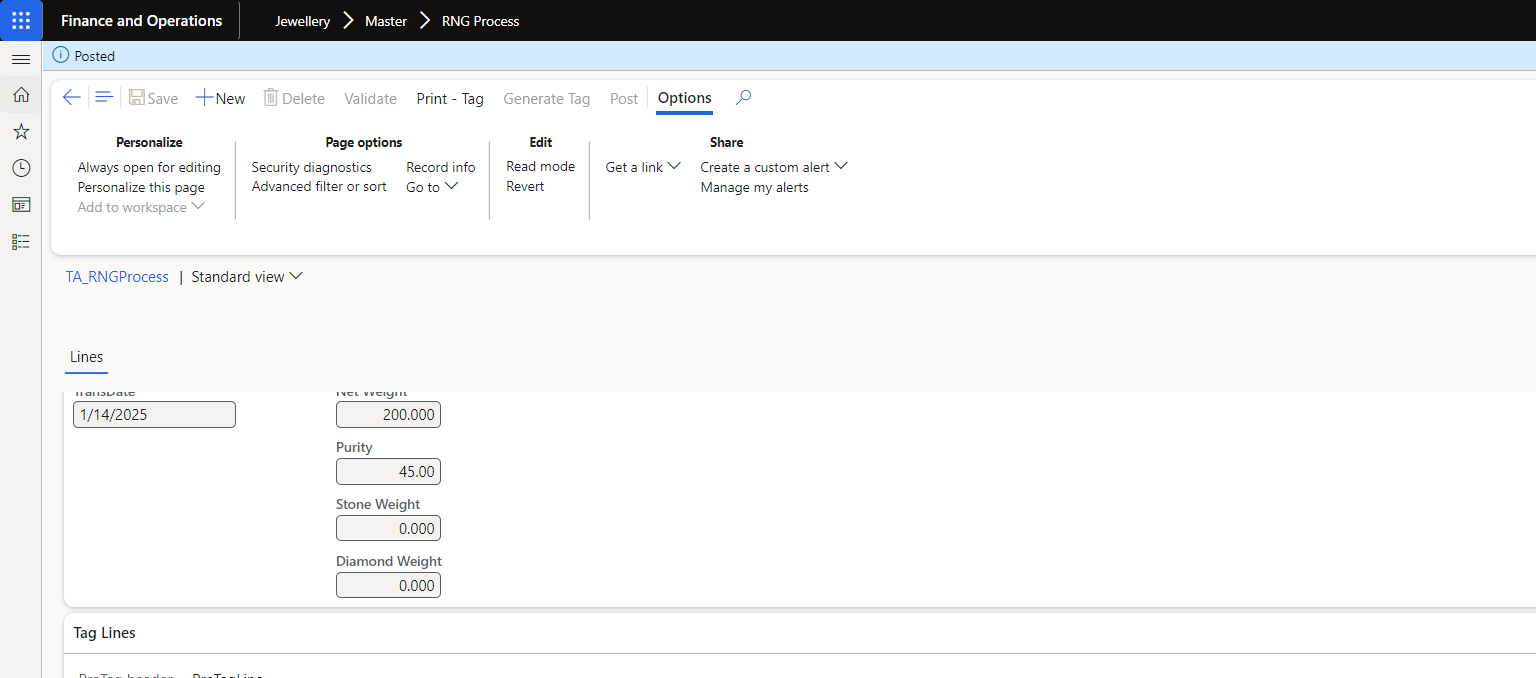 Finance and Operations Jewellery Master RNG Process
Posted
Save New Delete Validate Print - Tag Generate Tag Post Options
Personalize Page options Edit Share
Always open for editing Security diagnostics Record info Read mode Get a link Create a custom alert
Personalize this page Advanced filter or sort Go to Revert Manage my alerts
Add to workspace
TA_RNGProcess | Standard view
Lines
TransDate Net Weight
1/14/2025 200.000
Purity
45.00
Stone Weight
0.000
Diamond Weight
0.000
Tag Lines
ProTag header ProTagLine